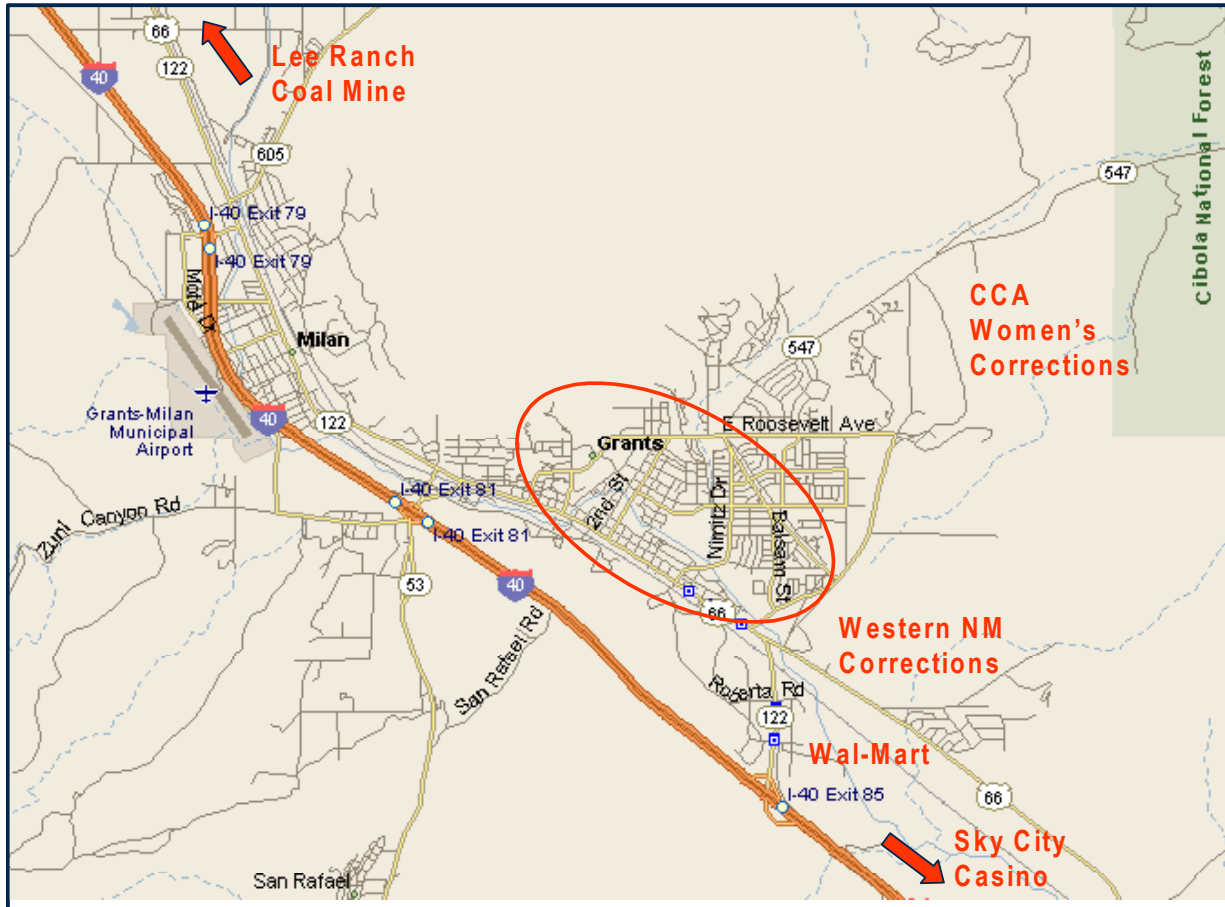 66
Lee Ranch
Coal Mine
122
40
605
547
Cibola National Forest
I-40 Exit 79
I-40 Exit 79
CCA
Women's
Corrections
Milan
547
Grants-Milan
Municipal
Airport
40
122
E Roosevelt Ave
Grants
2nd St
Nimitz Dr
Balsam St
I-40 Exit 81
I-40 Exit 81
Zuni Canyon Rd
53
40
66
Western NM
Corrections
San Rafael Rd
Rd
122
Wal-Mart
I-40 Exit 85
66
Sky City
Casino
San Rafael